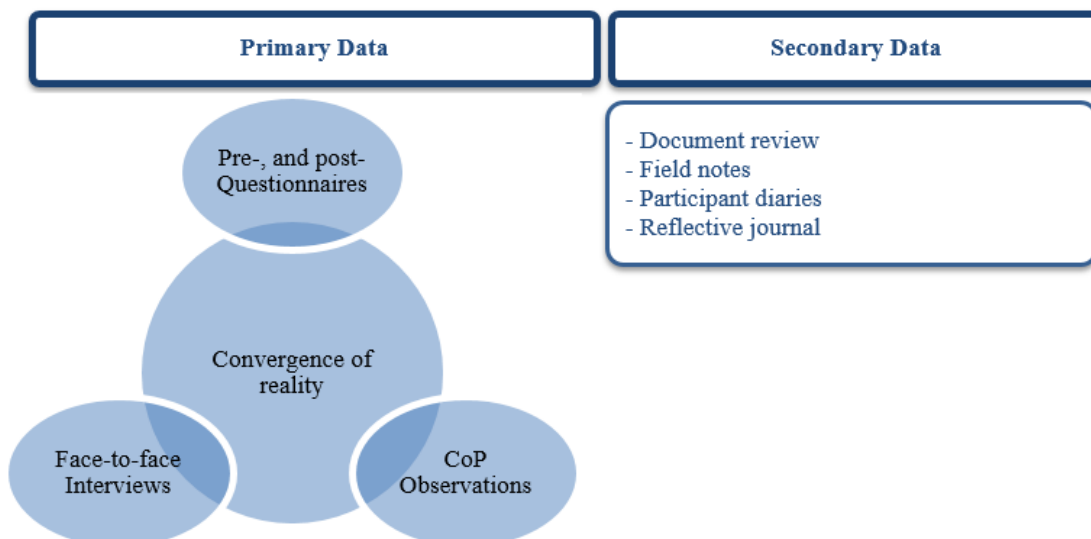 Primary Data
Secondary Data
Pre-, and post-
Questionnaires
- Document review
- Field notes
- Participant diaries
- Reflective journal
Convergence of
reality
Face-to-face
Interviews
CoP
Observations